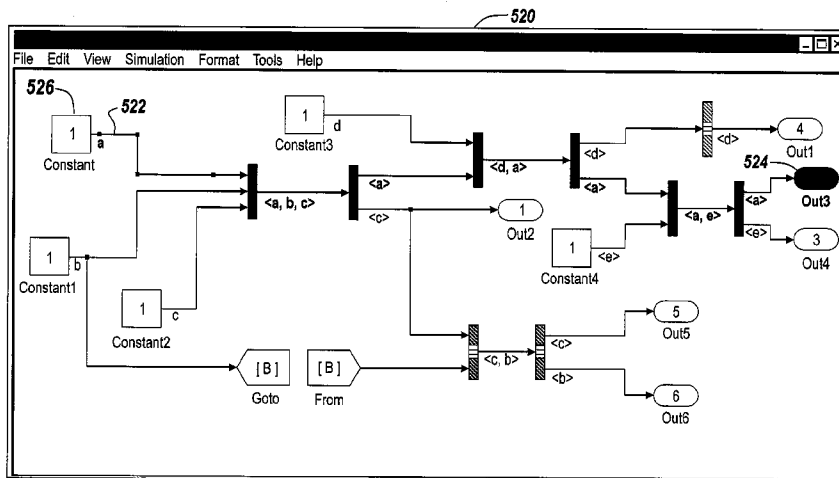 520
File Edit View Simulation Format Tools Help
526
522
1
a
Constant
1
Constant3
d
<d, a>
<d>
<d>
4
Out1
524
<a, b, c>
<a>
<c>
1
Out2
<a>
1
Constant4
<e>
<a, e>
<a>
Out3
<e>
3
Out4
1
b
Constant1
1
c
Constant2
[B]
Goto
[B]
From
<c, b>
<c>
5
Out5
<b>
6
Out6